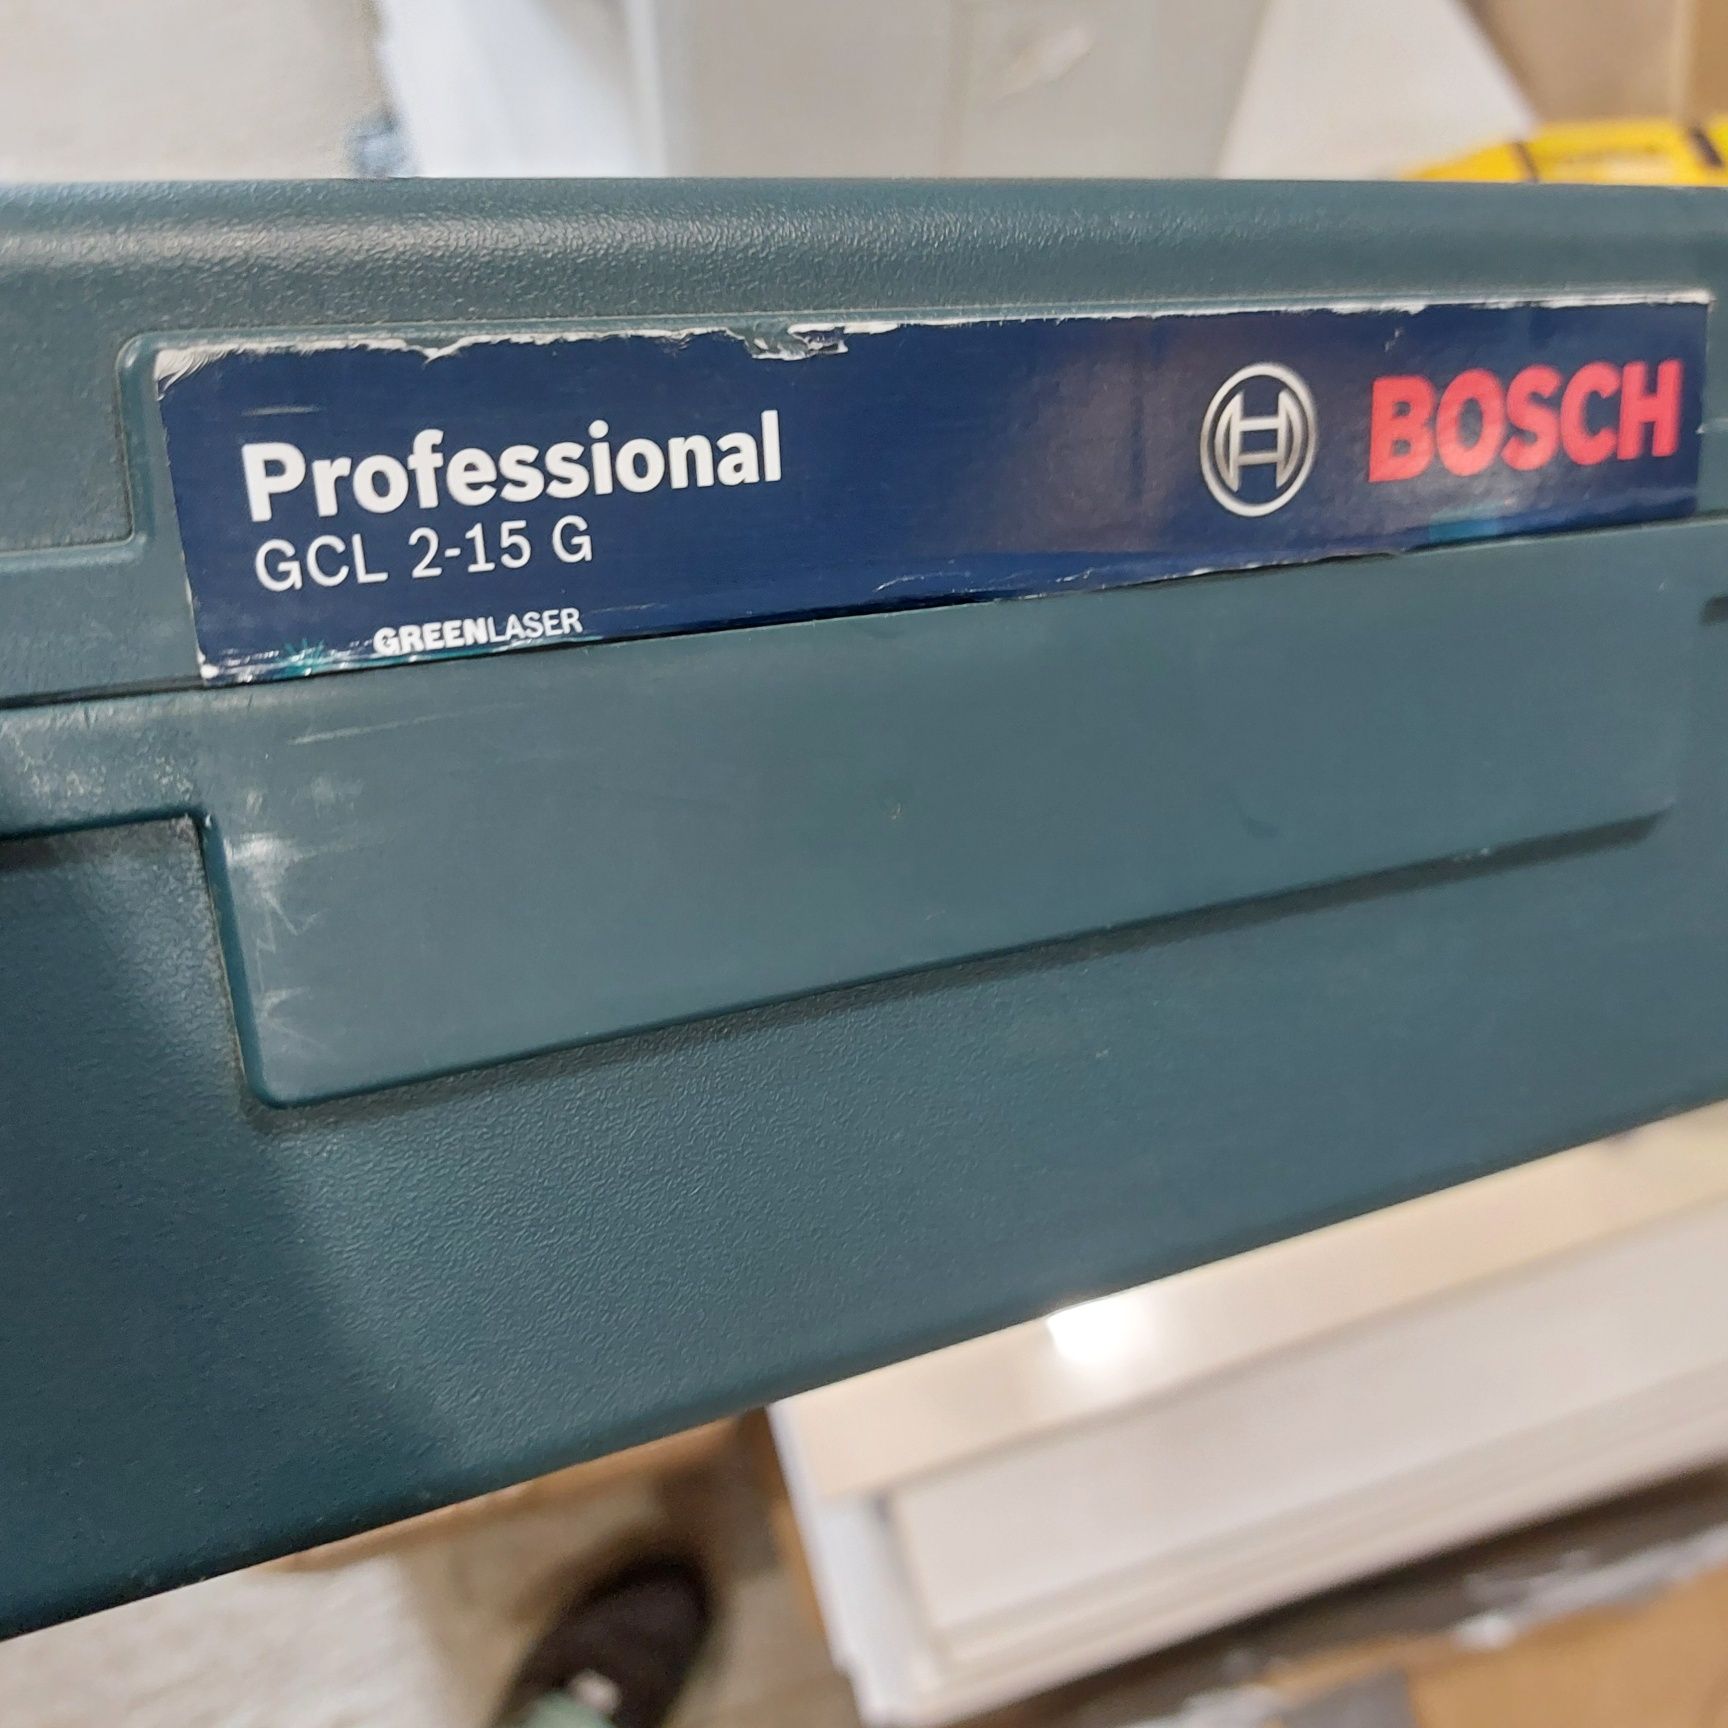 Professional
GCL 2-15 G
GREENLASER
BOSCH